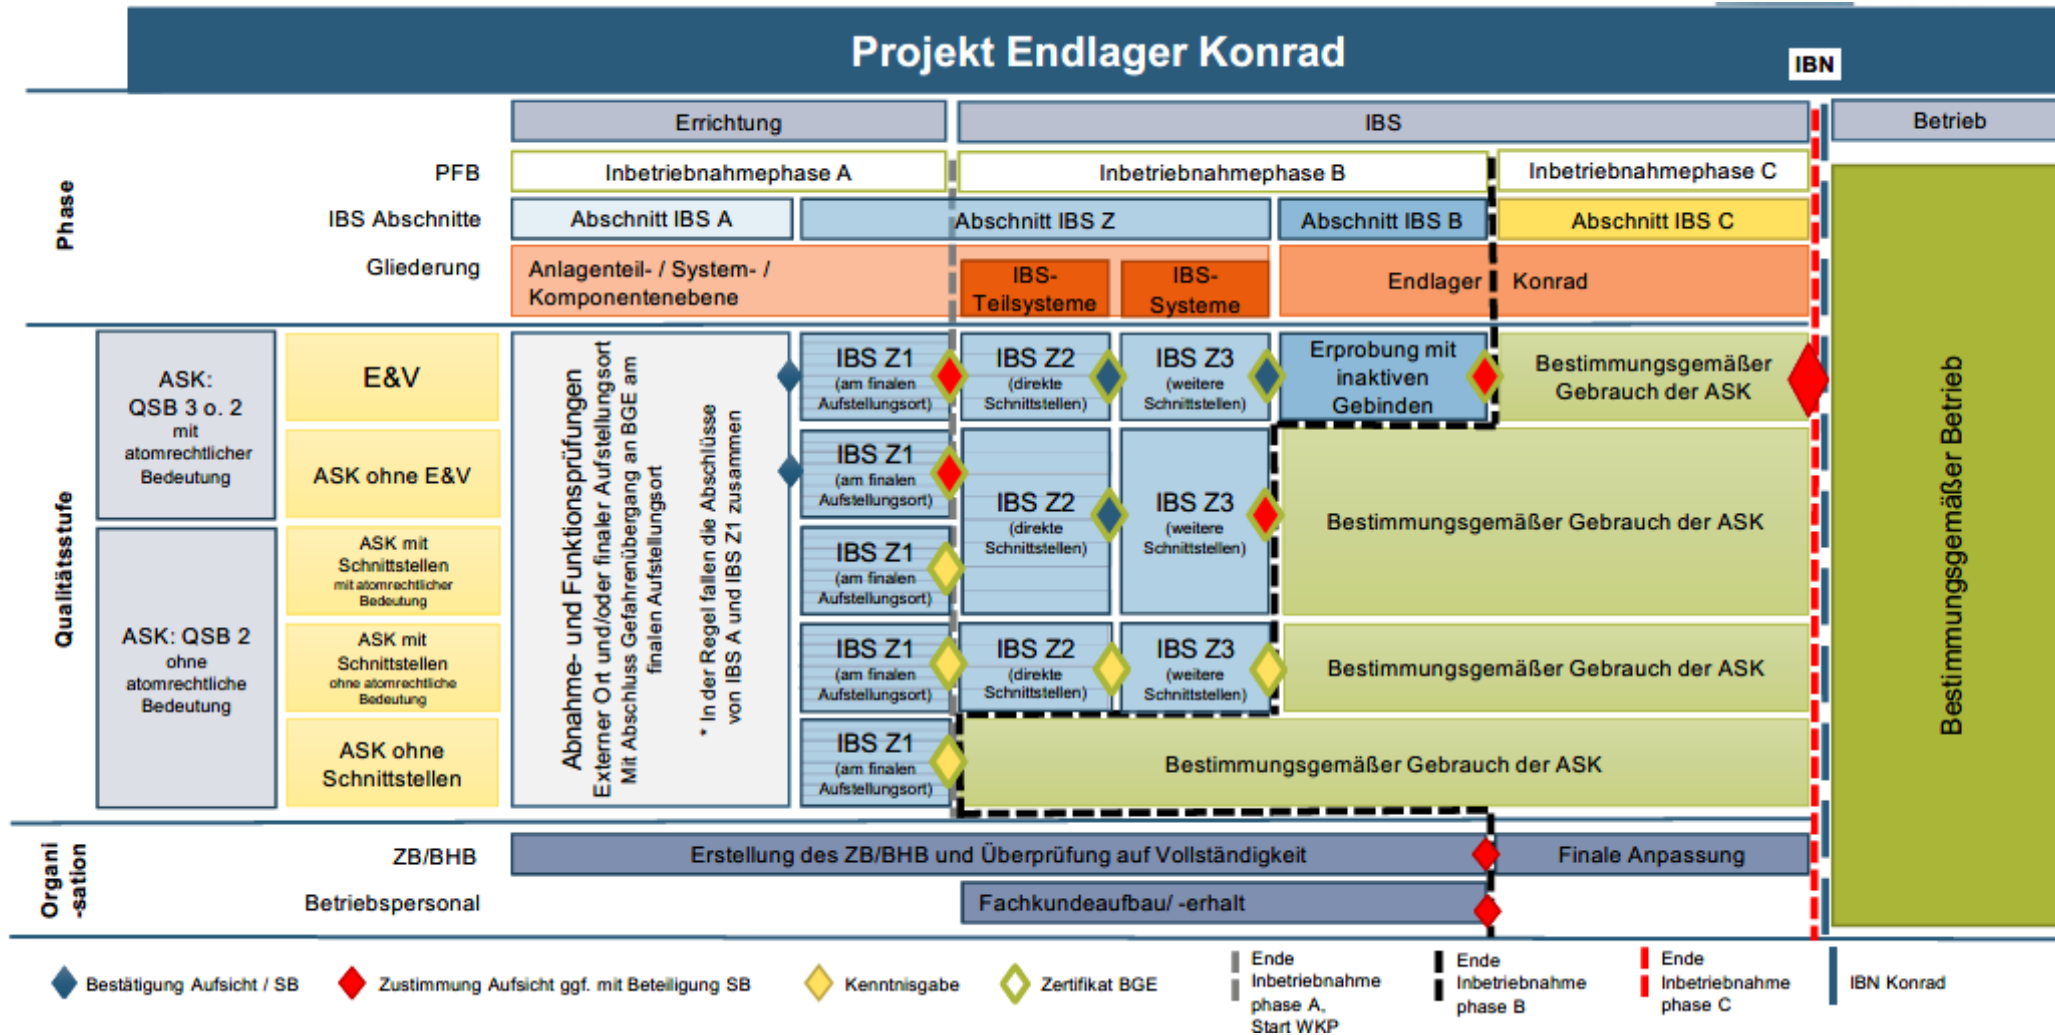 Projekt Endlager Konrad
IBN
Errichtung
IBS
Betrieb
Phase
PFB
Inbetriebnahmephase A
Inbetriebnahmephase B
Inbetriebnahmephase C
IBS Abschnitte
Abschnitt IBS A
Abschnitt IBS Z
Abschnitt IBS B
Abschnitt IBS C
Gliederung
Anlagenteil- / System- /
Komponentenebene
IBS-
Teilsysteme
IBS-
Systeme
Endlager
Konrad
Qualitätsstufe
ASK:
QSB 3 o. 2
mit
atomrechtlicher
Bedeutung
E&V
ASK ohne E&V
ASK: QSB 2
ohne
atomrechtliche
Bedeutung
ASK mit
Schnittstellen
mit atomrechtlicher
Bedeutung
ASK mit
Schnittstellen
ohne atomrechtliche
Bedeutung
ASK ohne
Schnittstellen
Abnahme- und Funktionsprüfungen
Externer Ort und/oder finaler Aufstellungsort
Mit Abschluss Gefahrenübergang an BGE am
finalen Aufstellungsort
* In der Regel fallen die Abschlüsse
von IBS A und IBS Z1 zusammen
IBS Z1
(am finalen
Aufstellungsort)
IBS Z2
(direkte
Schnittstellen)
IBS Z3
(weitere
Schnittstellen)
Erprobung mit
inaktiven
Gebinden
Bestimmungsgemäßer
Gebrauch der ASK
IBS Z1
(am finalen
Aufstellungsort)
IBS Z2
(direkte
Schnittstellen)
IBS Z3
(weitere
Schnittstellen)
Bestimmungsgemäßer Gebrauch der ASK
IBS Z1
(am finalen
Aufstellungsort)
IBS Z1
(am finalen
Aufstellungsort)
IBS Z2
(direkte
Schnittstellen)
IBS Z3
(weitere
Schnittstellen)
Bestimmungsgemäßer Gebrauch der ASK
IBS Z1
(am finalen
Aufstellungsort)
Bestimmungsgemäßer Gebrauch der ASK
Bestimmungsgemäßer Betrieb
Organi
-sation
ZB/BHB
Erstellung des ZB/BHB und Überprüfung auf Vollständigkeit
Finale Anpassung
Betriebspersonal
Fachkundeaufbau/ -erhalt
Bestätigung Aufsicht / SB
Zustimmung Aufsicht ggf. mit Beteiligung SB
Kenntnisgabe
Zertifikat BGE
Ende
Inbetriebnahme
phase A,
Start WKP
Ende
Inbetriebnahme
phase B
Ende
Inbetriebnahme
phase C
IBN Konrad